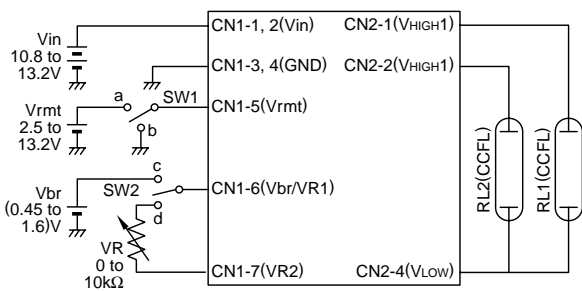 Vin
10.8 to
13.2V
Vrmt
2.5 to
13.2V
a
SW1
b
Vbr
(0.45 to
1.6)V
c
SW2
d
VR
0 to
10kΩ
CN1-1, 2(Vin)
CN1-3, 4(GND)
CN1-5(Vrmt)
CN1-6(Vbr/VR1)
CN1-7(VR2)
CN2-1(VHIGH1)
CN2-2(VHIGH1)
CN2-4(VLOW)
RL2(CCFL)
RL1(CCFL)